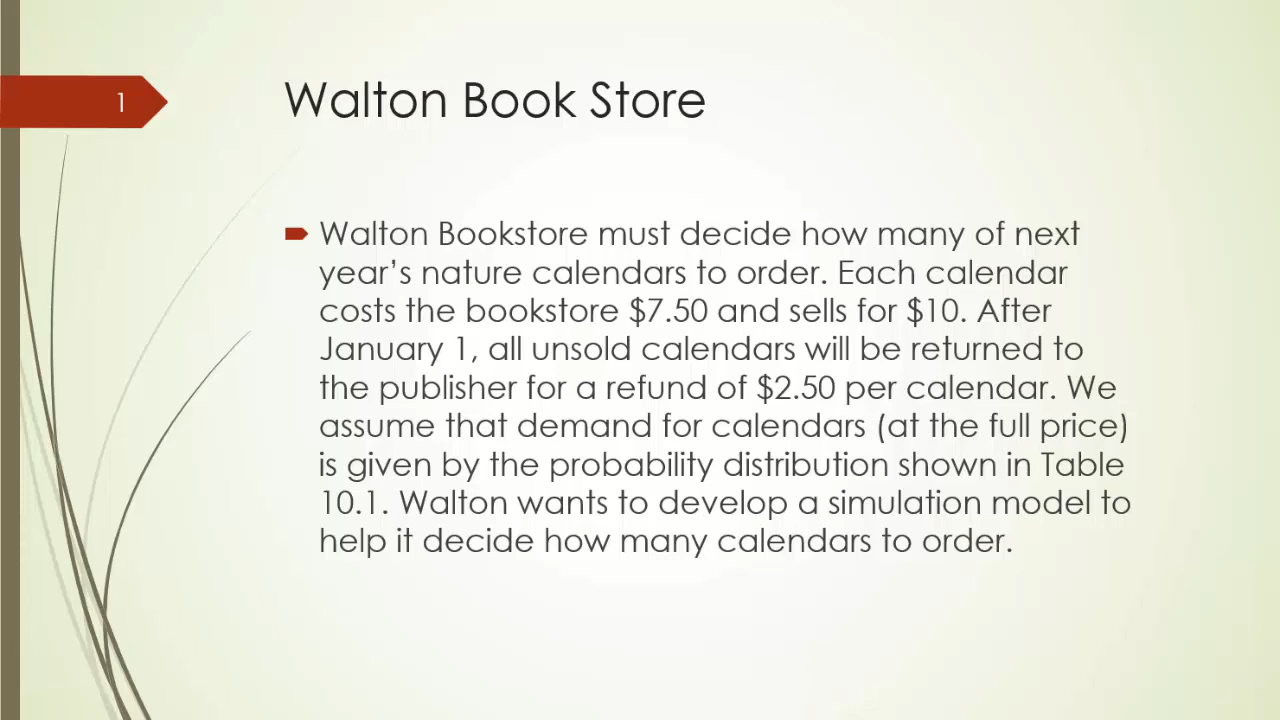 1
Walton Book Store
Walton Bookstore must decide how many of next
year’s nature calendars to order. Each calendar
costs the bookstore $7.50 and sells for $10. After
January 1, all unsold calendars will be returned to
the publisher for a refund of $2.50 per calendar. We
assume that demand for calendars (at the full price)
is given by the probability distribution shown in Table
10.1. Walton wants to develop a simulation model to
help it decide how many calendars to order.